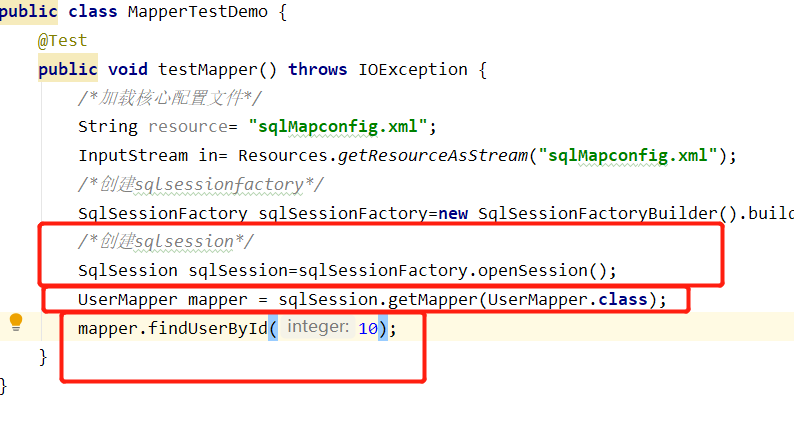 public class MapperTestDemo {
@Test
public void testMapper() throws IOException {
/*加载核心配置文件*/
String resource= "sqlMapconfig.xml";
InputStream in= Resources.getResourceAsStream("sqlMapconfig.xml");
/*创建sqlsessionfactory*/
SqlSessionFactory sqlSessionFactory=new SqlSessionFactoryBuilder().build
/*创建sqlsession*/
SqlSession sqlSession=sqlSessionFactory.openSession();
UserMapper mapper = sqlSession.getMapper(UserMapper.class);
mapper.findUserById( integer: 10);
}
}